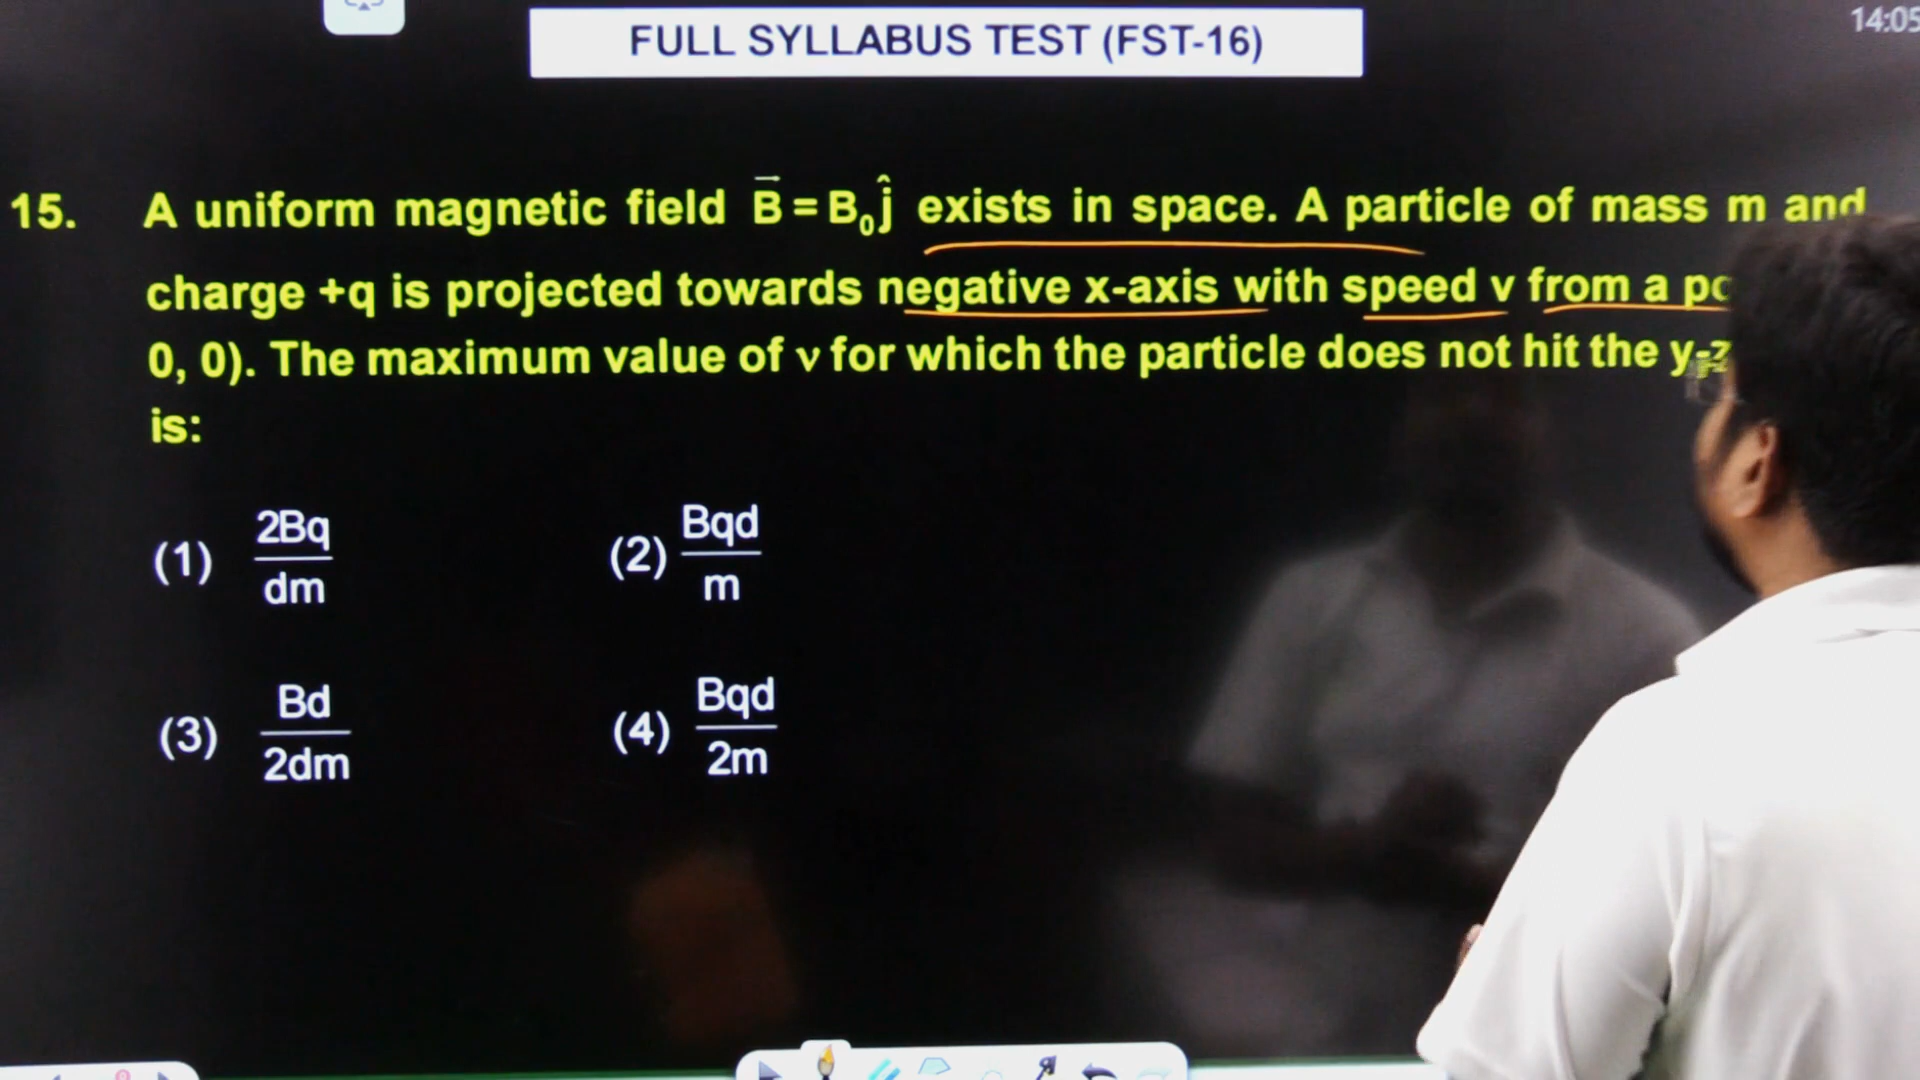 14:05
FULL SYLLABUS TEST (FST-16)
15. A uniform magnetic field B⃗ = B₀ĵ exists in space. A particle of mass m and
charge +q is projected towards negative x-axis with speed v from a
0, 0). The maximum value of v for which the particle does not hit the y-z
is:
(1) 2Bq/dm (2) Bqd/m
(3) Bd/2dm (4) Bqd/2m